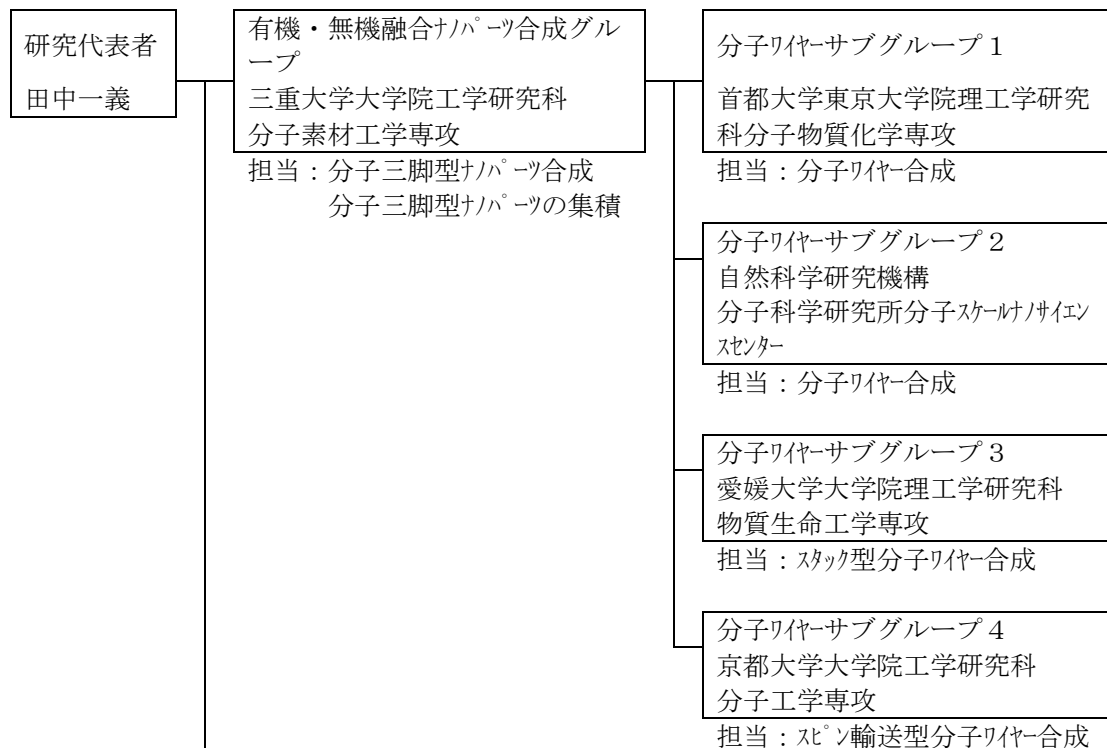 研究代表者
田中一義
有機・無機融合ﾅﾉﾊﾟｰﾂ合成グル
ープ
三重大学大学院工学研究科
分子素材工学専攻
担当：分子三脚型ﾅﾉﾊﾟｰﾂ合成
分子三脚型ﾅﾉﾊﾟｰﾂの集積
分子ﾜｲﾔｰサブグループ１
首都大学東京大学院理工学研究
科分子物質化学専攻
担当：分子ﾜｲﾔｰ合成
分子ﾜｲﾔｰサブグループ２
自然科学研究機構
分子科学研究所分子ｽｹｰﾙﾅﾉｻｲｴﾝ
ｽｾﾝﾀｰ
担当：分子ﾜｲﾔｰ合成
分子ﾜｲﾔｰサブグループ３
愛媛大学大学院理工学研究科
物質生命工学専攻
担当：ｽﾀｯｸ型分子ﾜｲﾔｰ合成
分子ﾜｲﾔｰサブグループ４
京都大学大学院工学研究科
分子工学専攻
担当：ｽﾋﾟﾝ輸送型分子ﾜｲﾔｰ合成